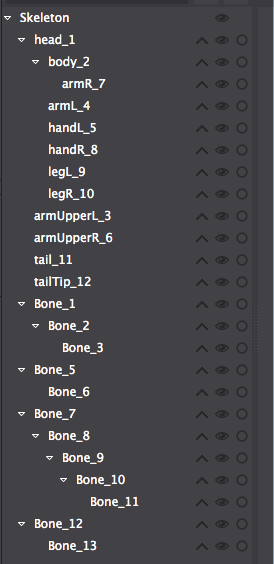 Skeleton
head_1
body_2
armR_7
armL_4
handL_5
handR_8
legL_9
legR_10
armUpperL_3
armUpperR_6
tail_11
tailTip_12
Bone_1
Bone_2
Bone_3
Bone_5
Bone_6
Bone_7
Bone_8
Bone_9
Bone_10
Bone_11
Bone_12
Bone_13